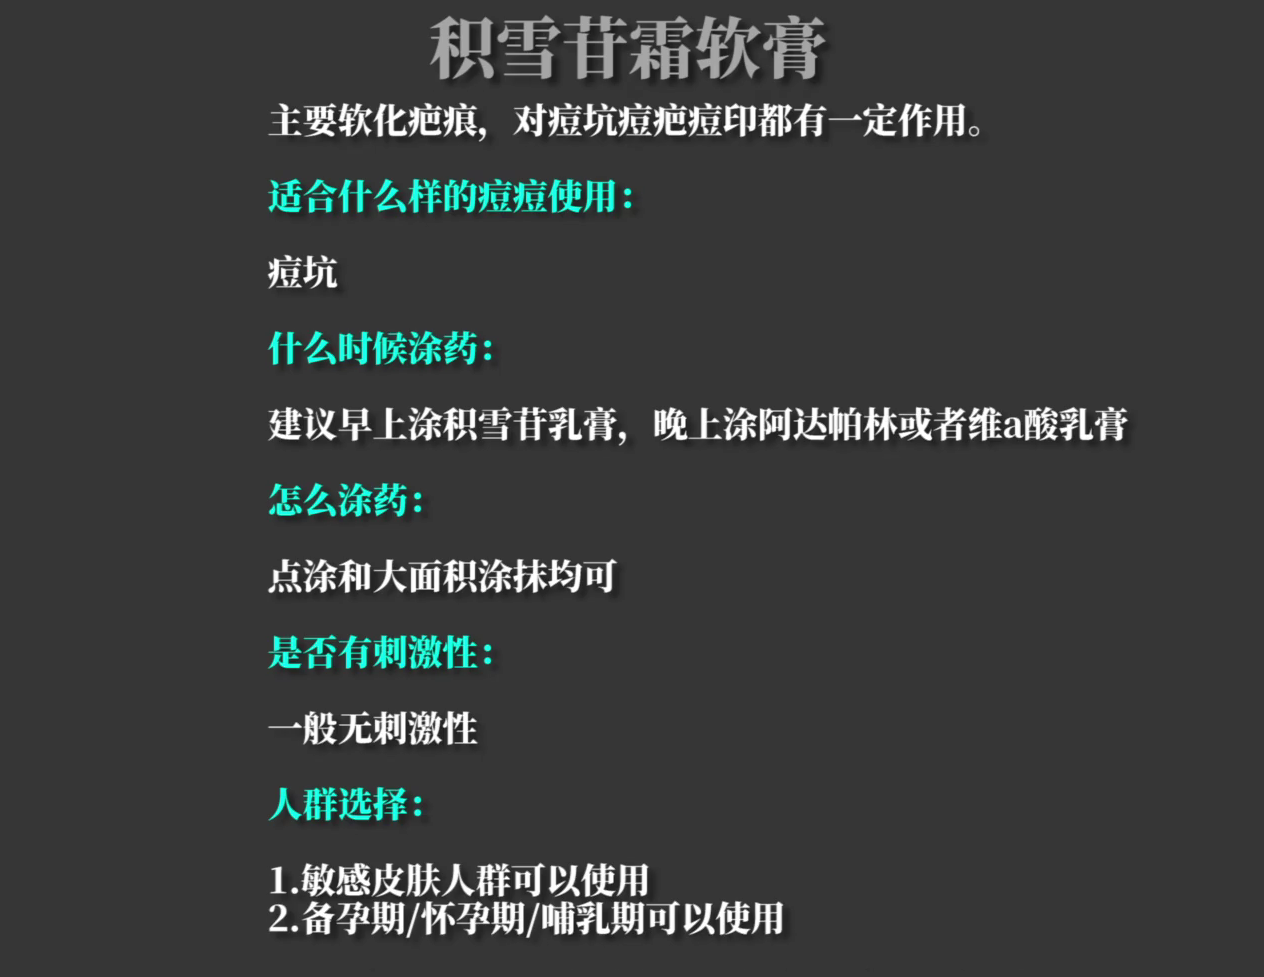 积雪苷霜软膏
主要软化疤痕，对痘坑痘疤痘印都有一定作用。
适合什么样的痘痘使用：
痘坑
什么时候涂药：
建议早上涂积雪苷乳膏，晚上涂阿达帕林或者维a酸乳膏
怎么涂药：
点涂和大面积涂抹均可
是否有刺激性：
一般无刺激性
人群选择：
1.敏感皮肤人群可以使用
2.备孕期/怀孕期/哺乳期可以使用